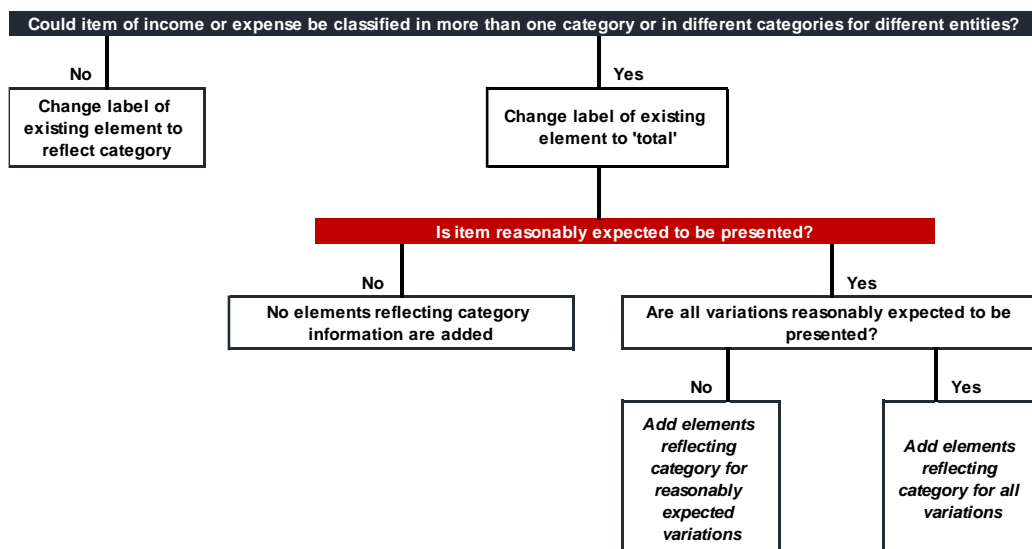 Could item of income or expense be classified in more than one category or in different categories for different entities?
No
Yes
Change label of
existing element to
reflect category
Change label of existing
element to 'total'
Is item reasonably expected to be presented?
No
Yes
No elements reflecting category
information are added
Are all variations reasonably expected to be
presented?
No
Yes
Add elements
reflecting
category for
reasonably
expected
variations
Add elements
reflecting
category for all
variations